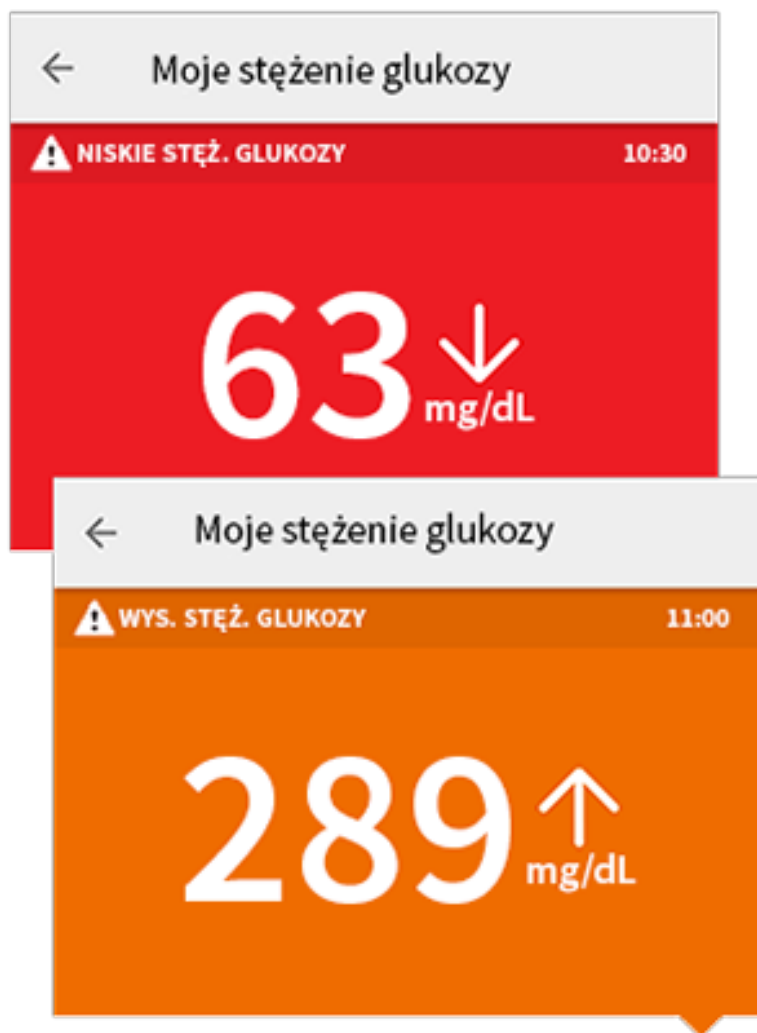 ← Moje stężenie glukozy
NISKIE STĘŻ. GLUKOZY 10:30
63 ↓
mg/dL
← Moje stężenie glukozy
WYS. STĘŻ. GLUKOZY 11:00
289 ↑
mg/dL